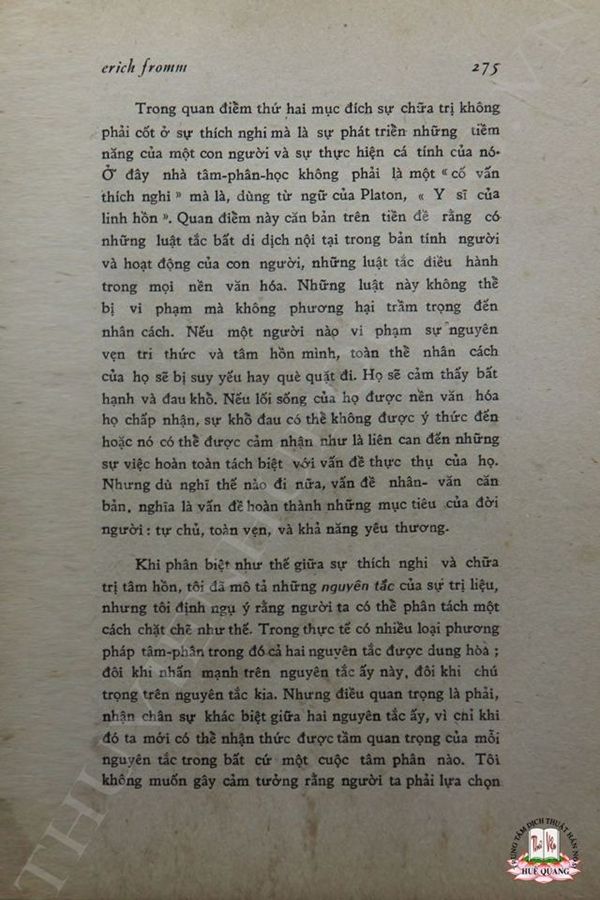 erich fromm 275
Trong quan điểm thứ hai mục đích sự chữa trị không
phải cốt ở sự thích nghi mà là sự phát triển những tiềm
năng của một con người và sự thực hiện cá tính của nó.
Ở đây nhà tâm-phân-học không phải là một « cố vấn
thích nghi » mà là, dùng từ ngữ của Platon, « Y sĩ của
linh hồn ». Quan điểm này căn bản trên tiền đề rằng có
những luật tắc bất di dịch nội tại trong bản tính người
và hoạt động của con người, những luật tắc điều hành
trong mọi nền văn hóa. Những luật này không thể
bị vi phạm mà không phương hại trầm trọng đến
nhân cách. Nếu một người nào vi phạm sự nguyên
vẹn tri thức và tâm hồn mình, toàn thể nhân cách
của họ sẽ bị suy yếu hay què quặt đi. Họ sẽ cảm thấy bất
hạnh và đau khổ. Nếu lối sống của họ được nền văn hóa
họ chấp nhận, sự khổ đau có thể không được ý thức đến
hoặc nó có thể được cảm nhận như là liên can đến những
sự việc hoàn toàn tách biệt với vấn đề thực thụ của họ.
Nhưng dù nghĩ thế nào đi nữa, vấn đề nhân- văn căn
bản, nghĩa là vấn đề hoàn thành những mục tiêu của đời
người : tự chủ, toàn vẹn, và khả năng yêu thương.
Khi phân biệt như thế giữa sự thích nghi và chữa
trị tâm hồn, tôi đã mô tả những nguyên tắc của sự trị liệu,
nhưng tôi định ngụ ý rằng người ta có thể phân tách một
cách chặt chẽ như thế. Trong thực tế có nhiều loại phương
pháp tâm-phân trong đó cả hai nguyên tắc được dung hòa ;
đôi khi nhấn mạnh trên nguyên tắc ấy này, đôi khi chú
trọng trên nguyên tắc kia. Nhưng điều quan trọng là phải,
nhận chân sự khác biệt giữa hai nguyên tắc ấy, vì chỉ khi
đó ta mới có thể nhận thức được tầm quan trọng của mỗi
nguyên tắc trong bất cứ một cuộc tâm phân nào. Tôi
không muốn gây cảm tưởng rằng người ta phải lựa chọn
TRUNG TÂM DỊCH THUẬT HÁN NÔM
HUỆ QUANG